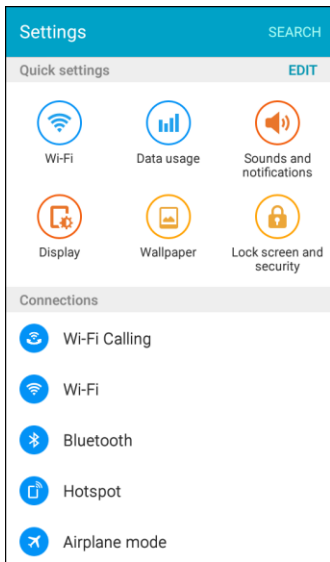 Settings SEARCH
Quick settings EDIT
Wi-Fi Data usage Sounds and
notifications
Display Wallpaper Lock screen and
security
Connections
Wi-Fi Calling
Wi-Fi
Bluetooth
Hotspot
Airplane mode